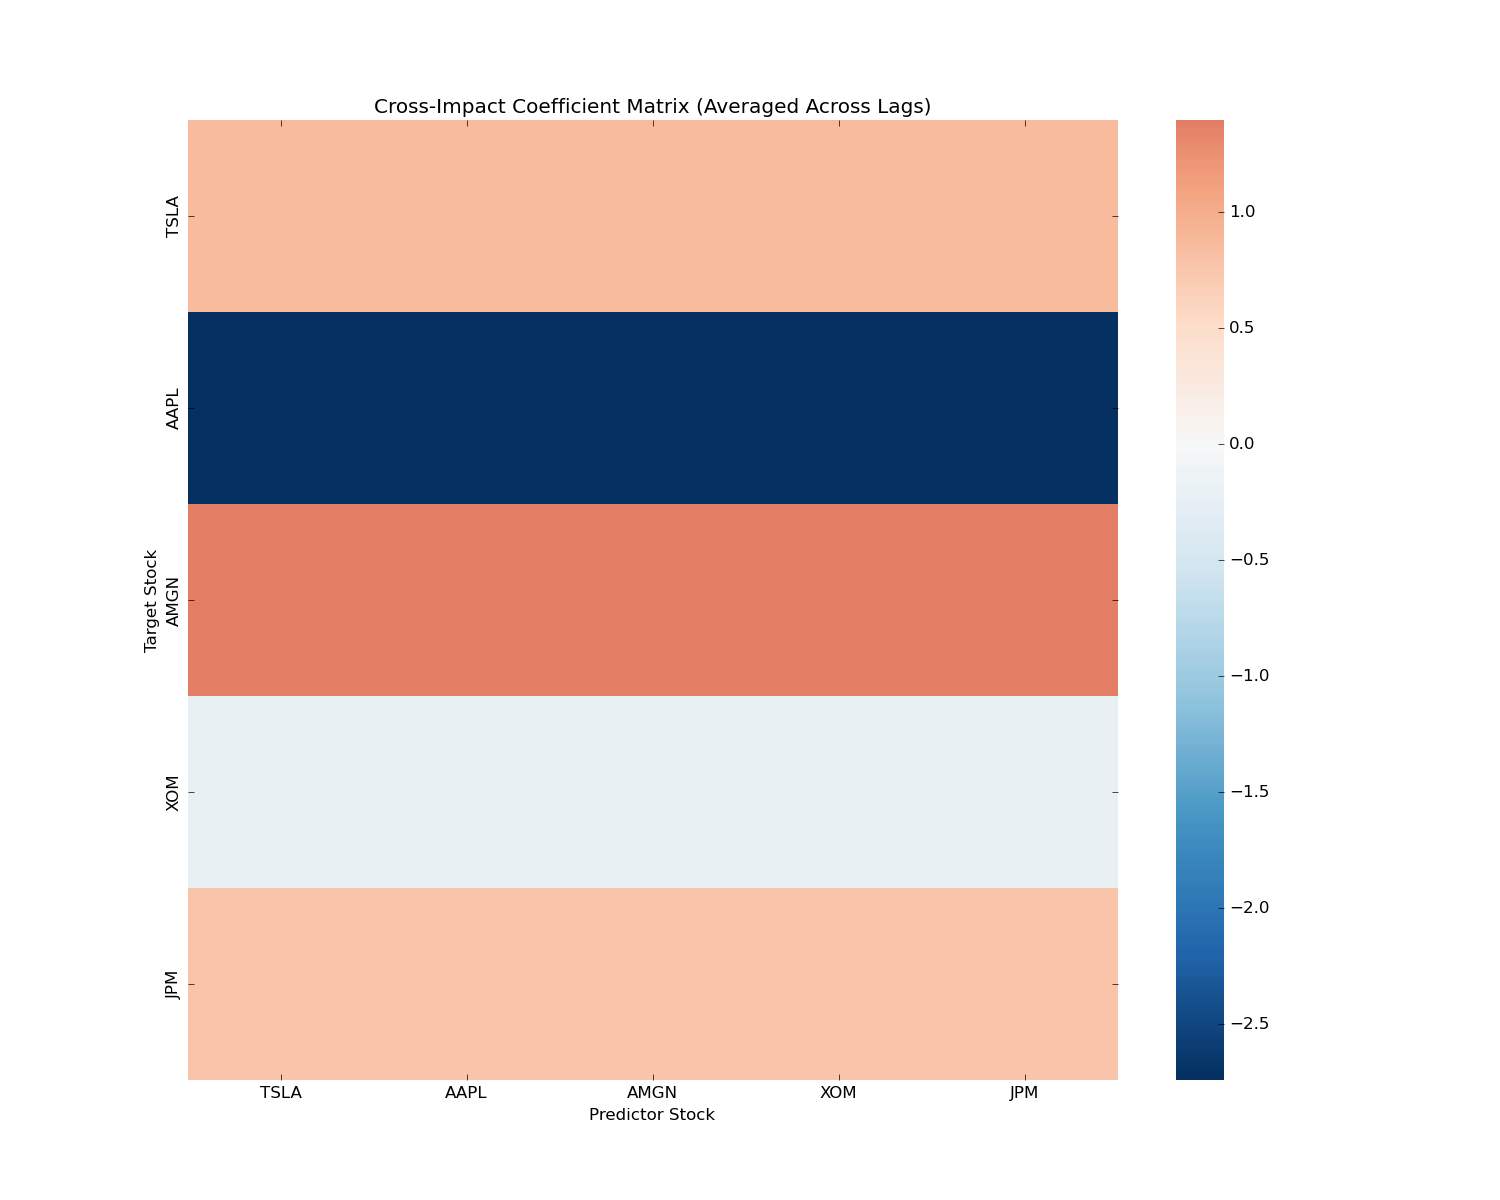 Cross-Impact Coefficient Matrix (Averaged Across Lags)
Target Stock
TSLA
AAPL
AMGN
XOM
JPM
TSLA AAPL AMGN XOM JPM
Predictor Stock
1.0
0.5
0.0
−0.5
−1.0
−1.5
−2.0
−2.5